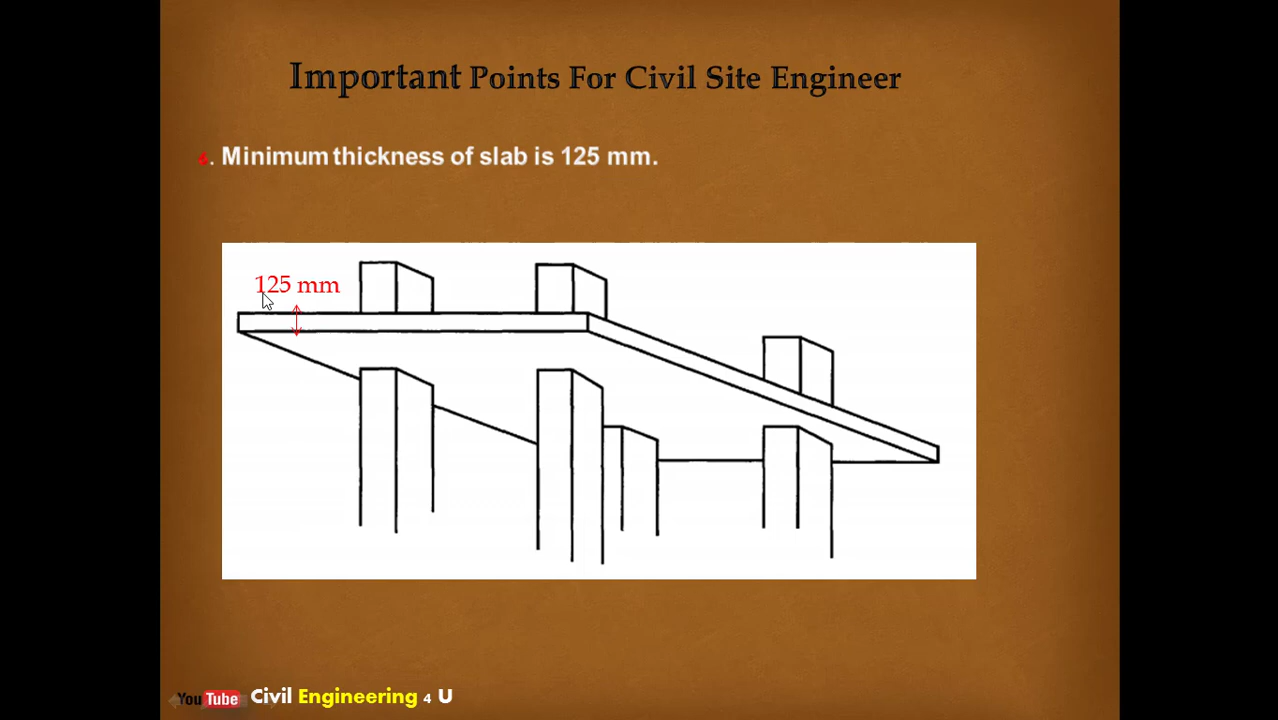 Important Points For Civil Site Engineer
. Minimum thickness of slab is 125 mm.
125 mm
YouTube Civil Engineering 4 U